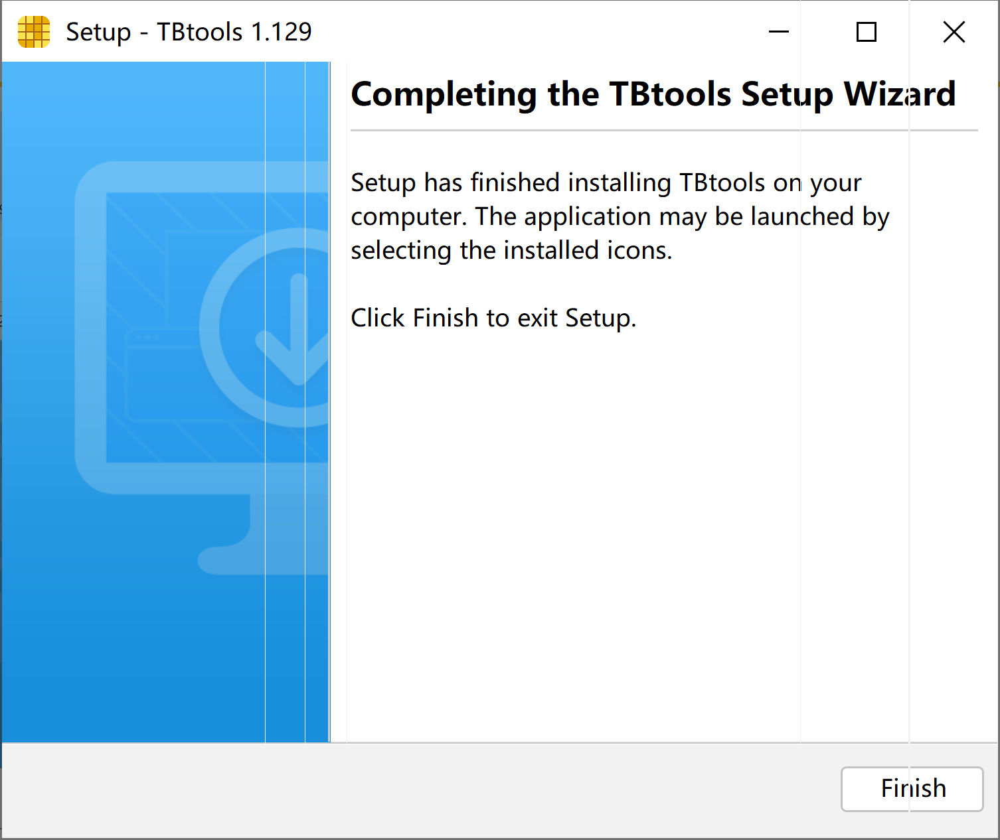 Setup - TBtools 1.129
Completing the TBtools Setup Wizard
Setup has finished installing TBtools on your
computer. The application may be launched by
selecting the installed icons.
Click Finish to exit Setup.
Finish